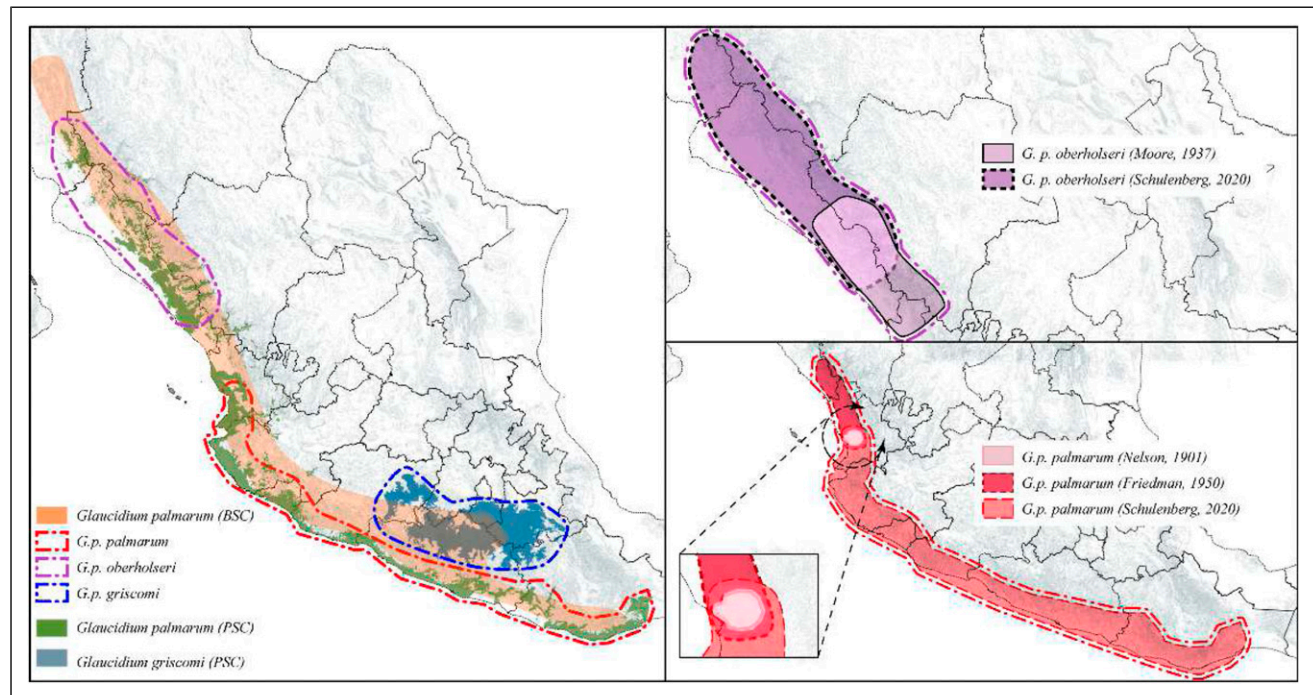 Glaucidium palmarum (BSC)
G.p. palmarum
G.p. oberholseri
G.p. griscomi
Glaucidium palmarum (PSC)
Glaucidium griscomi (PSC)
G. p. oberholseri (Moore, 1937)
G. p. oberholseri (Schulenberg, 2020)
G.p. palmarum (Nelson, 1901)
G.p. palmarum (Friedman, 1950)
G.p. palmarum (Schulenberg, 2020)